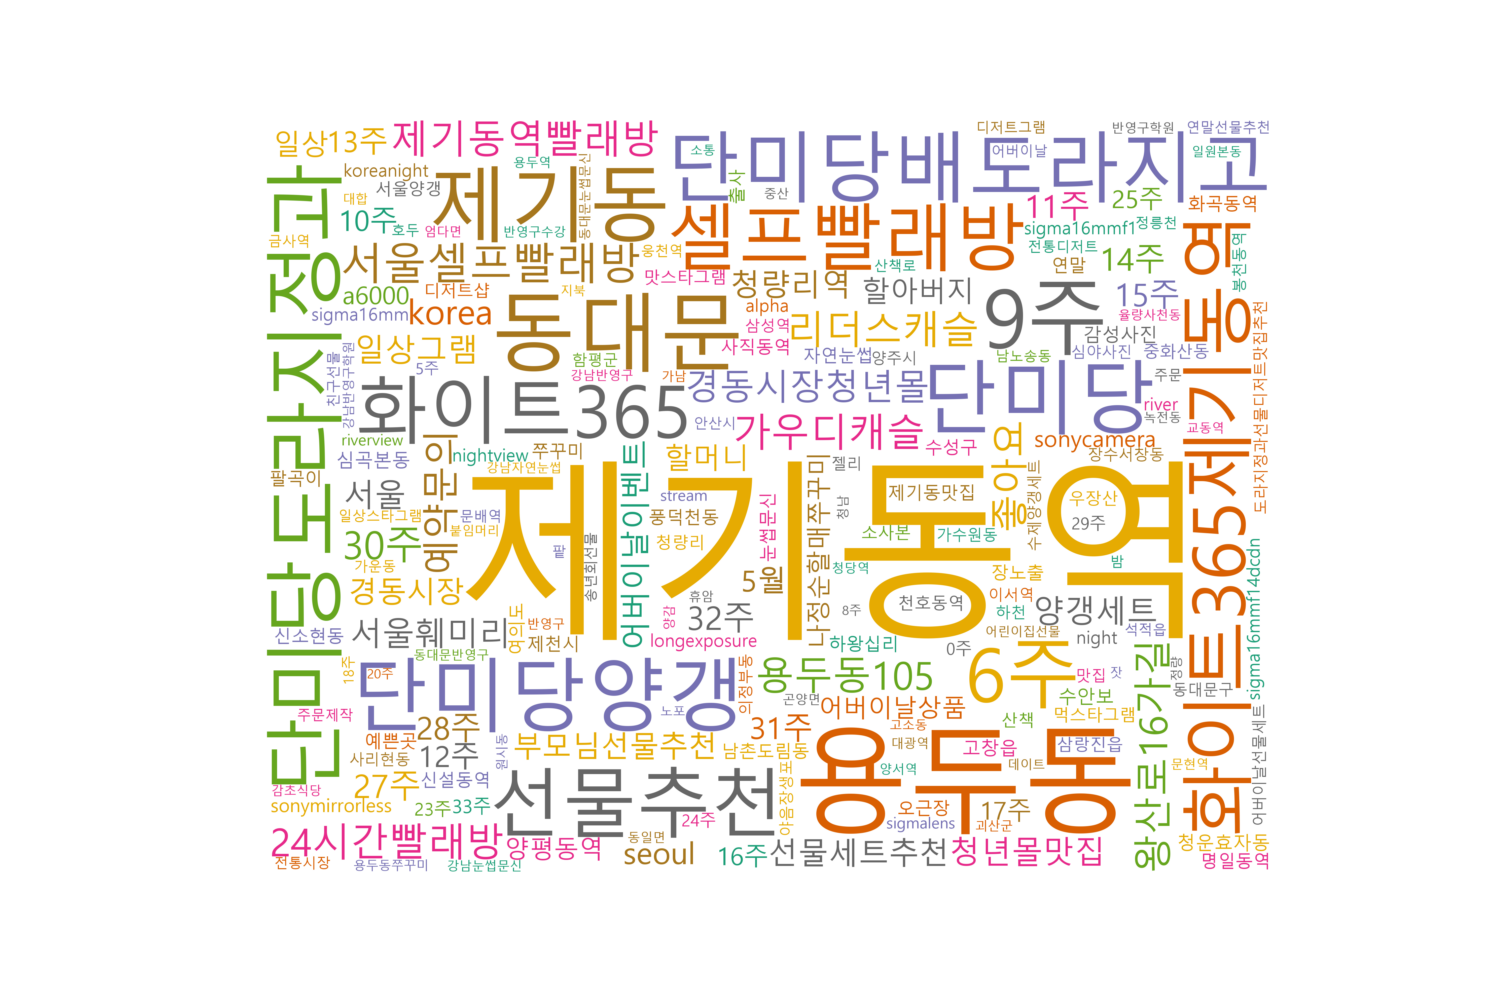 일상13주
제기동역빨래방
단미당배도라지고
디저트그램
반영구학원
연말선물추천
koreanight
용두역
소통
어버이날
일원본동
서울양갱
제기동
동대문눈썹문신
출사
중산
11주
25주
화곡동역
대합
10주
호두
엄다면
반영구수강
셀프빨래방
sigma16mmf1
정릉천
금사역
서울셀프빨래방
웅천역
전통디저트
14주
봉천동역
단미당도라지정과
맛스타그램
청량리역
산책로
연말
a6000
디저트샵
지북
할아버지
9주
15주
sigma16mm
korea
동대문
alpha
리더스캐슬
삼성역
감성사진
율량사천동
화이트365제기동역
일상그램
사직동역
자연눈썹
양주시
남노송동
심야사진
중화산동
친구선물
강남반영구학원
5주
함평군
강남반영구
가남
경동시장청년몰
단미당
주문
도라지정과선물디저트맛집추천
화이트365
안산시
가우디캐슬
river
녹전동
교동역
riverview
수성구
sonycamera
심곡본동
nightview
쭈꾸미
할머니
젤리
좋아요
장수서장동
팔곡이
서울
혜약문의
강남자연눈썹
어버이날이벤트
stream
제기동맛집
수제양갱세트
우장산
일상스타그램
문배역
제기동역
풍덕천동
눈썹문신
나정순할매쭈꾸미
정남
29주
30주
붙임머리
청량리
소사본
가수원동
가운동
팥
송년회선물
5월
청당역
장노출
밤
sigma16mmf14dcdn
경동시장
휴암
천호동역
이서역
양갱세트
신소현동
서울훼미리
여의도
반영구
앙감
32주
8주
하천
어린이집선물
석적읍
제천시
longexposure
하왕십리
0주
night
동대문반영구
18주
20주
단미당양갱
의정부동
용두동105
6주
맛집
잣
정량
왕산로16가길
동대문구
곤양면
수안보
주문제작
28주
노포
어버이날상품
산책
먹스타그램
어버이날선물세트
예쁜곳
12주
원시동
31주
고소동
사리현동
부모님선물추천
남촌도림동
대광역
고창읍
삼랑진읍
감초식당
27주
신설동역
양서역
데이트
문현역
sonymirrorless
23주
33주
선물추천
야음장생포
용두동
오근장
17주
24주
sigmalens
괴산군
24시간빨래방
양평동역
동일면
seoul
16주
선물세트추천
청년몰맛집
청운효자동
전통시장
용두동쭈꾸미
강남눈썹문신
명일동역